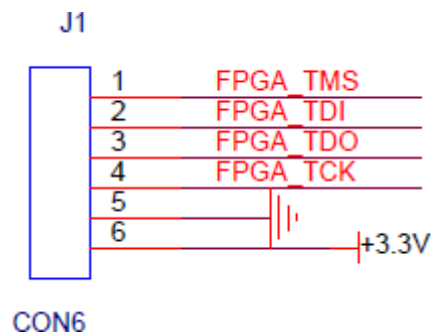 J1
1 FPGA_TMS
2 FPGA_TDI
3 FPGA_TDO
4 FPGA_TCK
5
6 +3.3V
CON6